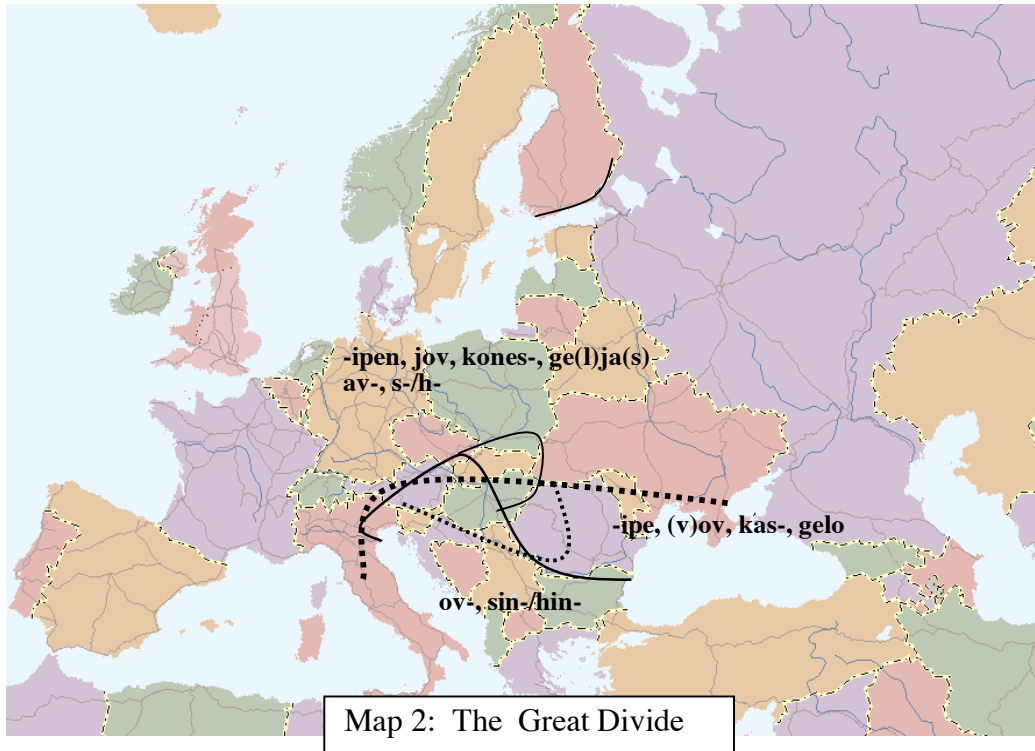 -ipen, jov, kones-, ge(l)ja(s)
av-, s-/h-
-ipe, (v)ov, kas-, gelo
ov-, sin-/hin-
Map 2: The Great Divide